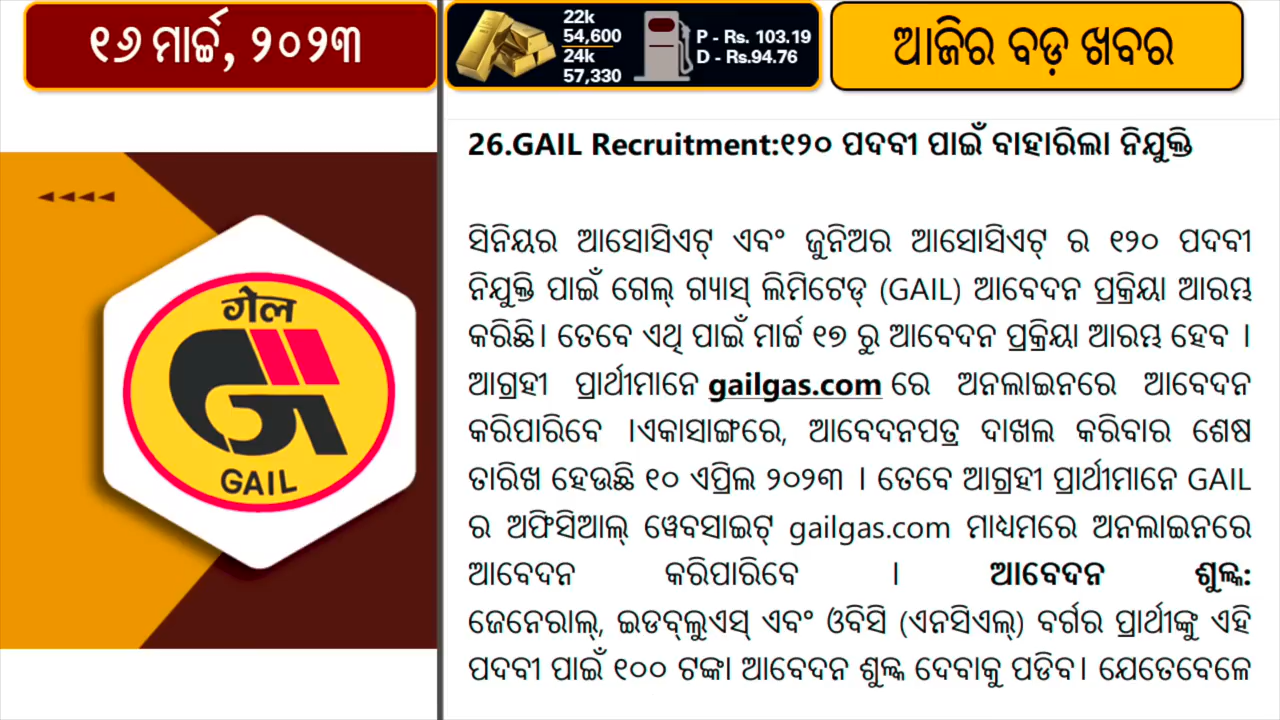 ୧୬ ମାର୍ଚ୍ଚ, ୨୦୨୩
22k
54,600
24k
57,330
P - Rs. 103.19
D - Rs.94.76
ଆଜିର ବଡ଼ ଖବର
26.GAIL Recruitment:୧୨୦ ପଦବୀ ପାଇଁ ବାହାରିଲା ନିଯୁକ୍ତି
ସିନିୟର ଆସୋସିଏଟ୍ ଏବଂ ଜୁନିଅର ଆସୋସିଏଟ୍ ର ୧୨୦ ପଦବୀ
ନିଯୁକ୍ତି ପାଇଁ ଗେଲ୍ ଗ୍ୟାସ୍ ଲିମିଟେଡ୍ (GAIL) ଆବେଦନ ପ୍ରକ୍ରିୟା ଆରମ୍ଭ
କରିଛି। ତେବେ ଏଥି ପାଇଁ ମାର୍ଚ୍ଚ ୧୭ ରୁ ଆବେଦନ ପ୍ରକ୍ରିୟା ଆରମ୍ଭ ହେବ ।
ଆଗ୍ରହୀ ପ୍ରାର୍ଥୀମାନେ gailgas.com ରେ ଅନଲାଇନରେ ଆବେଦନ
କରିପାରିବେ ।ଏକାସାଙ୍ଗରେ, ଆବେଦନପତ୍ର ଦାଖଲ କରିବାର ଶେଷ
ତାରିଖ ହେଉଛି ୧୦ ଏପ୍ରିଲ ୨୦୨୩ । ତେବେ ଆଗ୍ରହୀ ପ୍ରାର୍ଥୀମାନେ GAIL
ର ଅଫିସିଆଲ୍ ୱେବସାଇଟ୍ gailgas.com ମାଧ୍ୟମରେ ଅନଲାଇନରେ
ଆବେଦନ କରିପାରିବେ । ଆବେଦନ ଶୁଳ୍କ:
ଜେନେରାଲ୍, ଇଡବ୍ଲୁଏସ୍ ଏବଂ ଓବିସି (ଏନସିଏଲ୍) ବର୍ଗର ପ୍ରାର୍ଥୀଙ୍କୁ ଏହି
ପଦବୀ ପାଇଁ ୧୦୦ ଟଙ୍କା ଆବେଦନ ଶୁଳ୍କ ଦେବାକୁ ପଡିବ। ଯେତେବେଳେ
गेल
GAIL